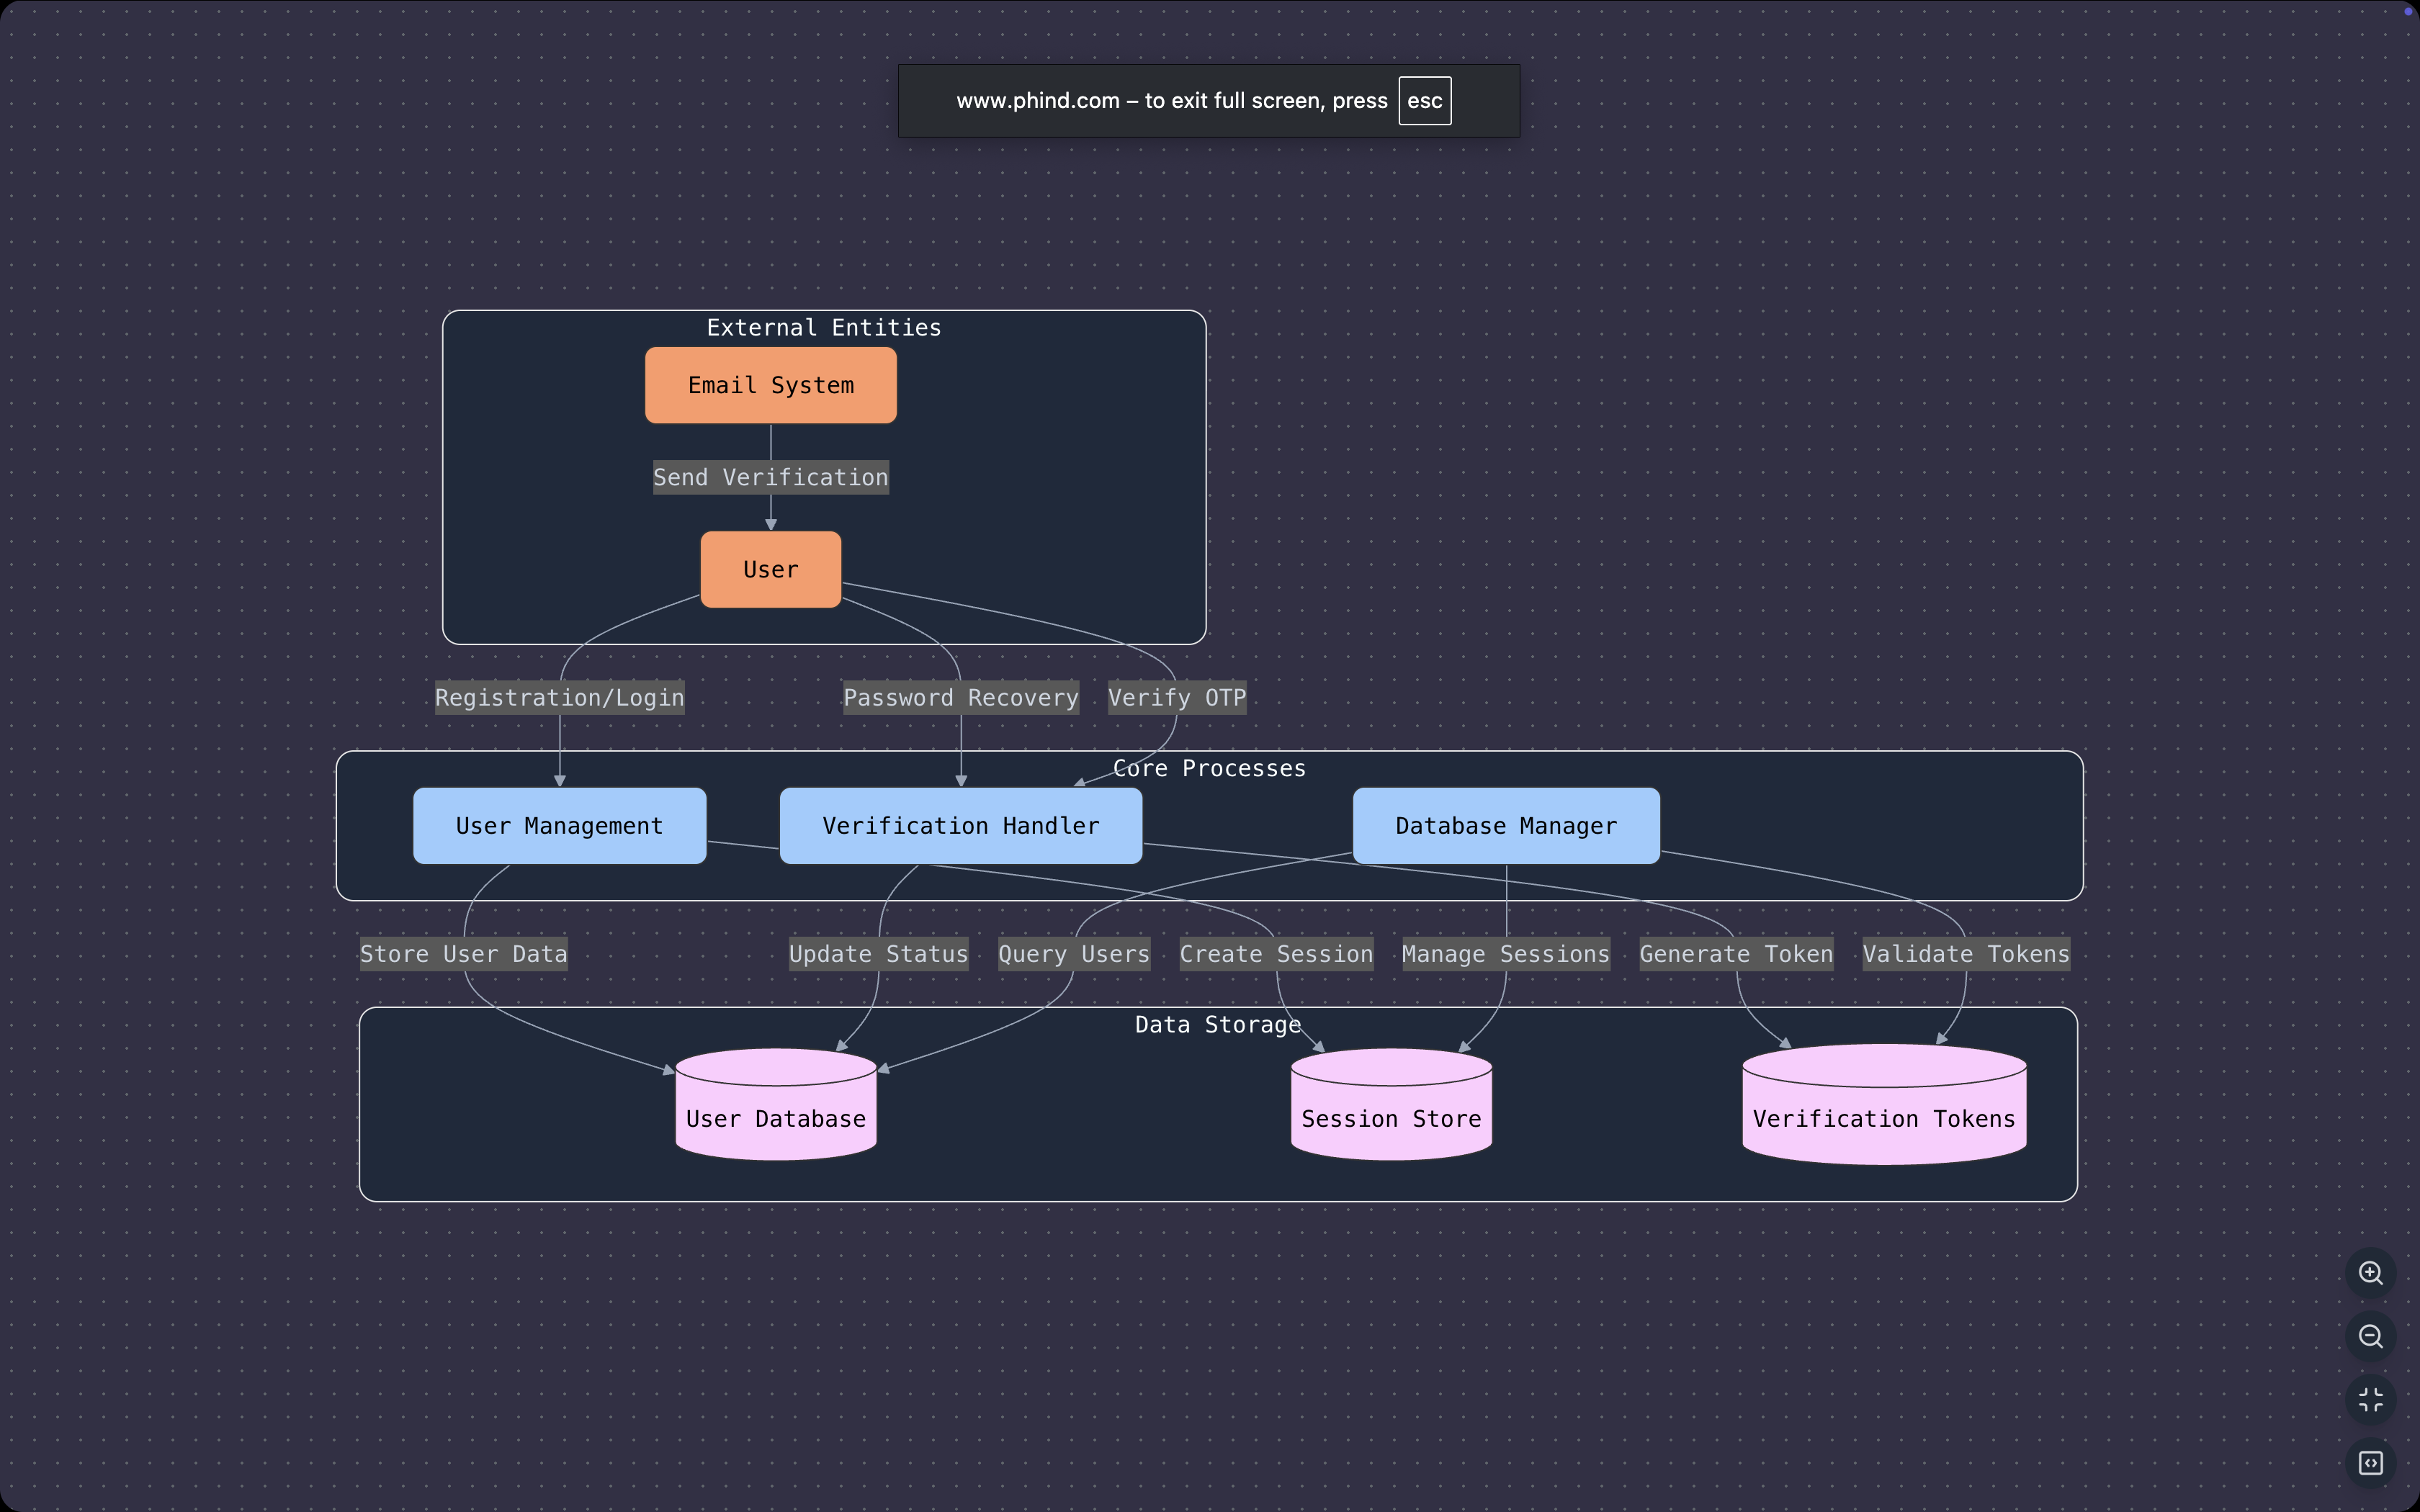 www.phind.com – to exit full screen, press esc
External Entities
Email System
Send Verification
User
Registration/Login
Password Recovery
Verify OTP
Core Processes
User Management
Verification Handler
Database Manager
Store User Data
Update Status
Query Users
Create Session
Manage Sessions
Generate Token
Validate Tokens
Data Storage
User Database
Session Store
Verification Tokens